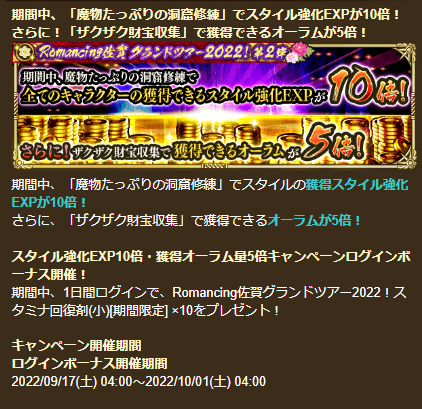 期間中、「魔物たっぷりの洞窟修練」でスタイル強化EXPが10倍！
さらに！「ザクザク財宝収集」で獲得できるオーラムが5倍！
Romancing佐賀 グランドツアー2022! 第2弾
期間中、魔物たっぷりの洞窟修練で
全てのキャラクターの獲得できるスタイル強化EXPが10倍!
さらに!ザクザク財宝収集で獲得できるオーラムが5倍!
期間中、「魔物たっぷりの洞窟修練」でスタイルの獲得スタイル強化
EXPが10倍！
さらに、「ザクザク財宝収集」で獲得できるオーラムが5倍！
スタイル強化EXP10倍・獲得オーラム量5倍キャンペーンログインボ
ーナス開催！
期間中、1日間ログインで、Romancing佐賀グランドツアー2022！ス
タミナ回復剤(小)[期間限定] ×10をプレゼント！
キャンペーン開催期間
ログインボーナス開催期間
2022/09/17(土) 04:00～2022/10/01(土) 04:00